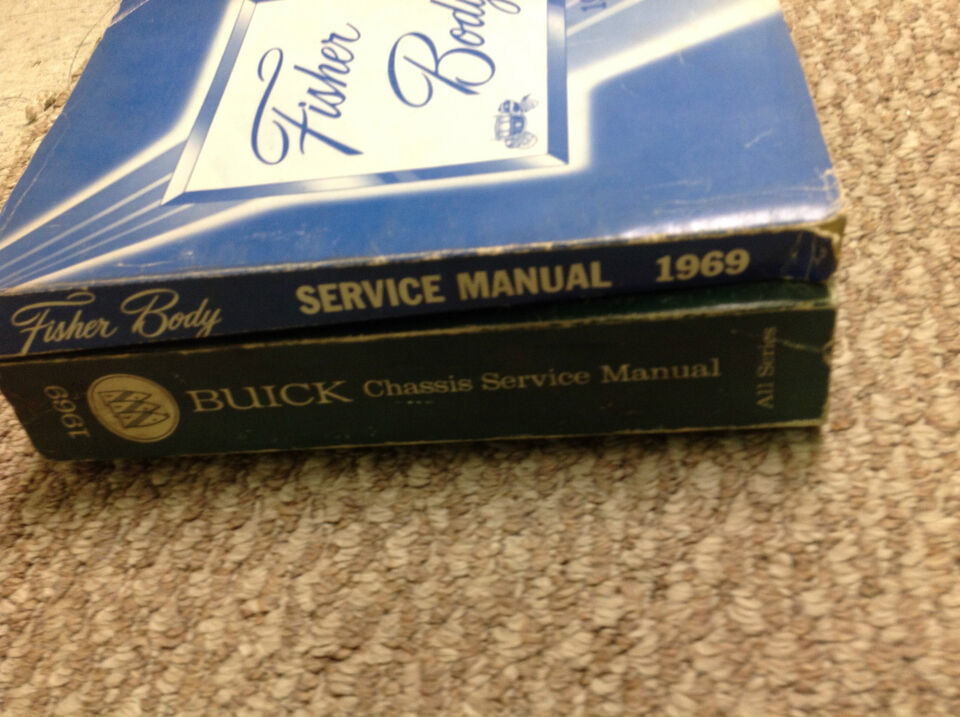 Fisher Body
Fisher Body SERVICE MANUAL 1969
1969 BUICK Chassis Service Manual All Series